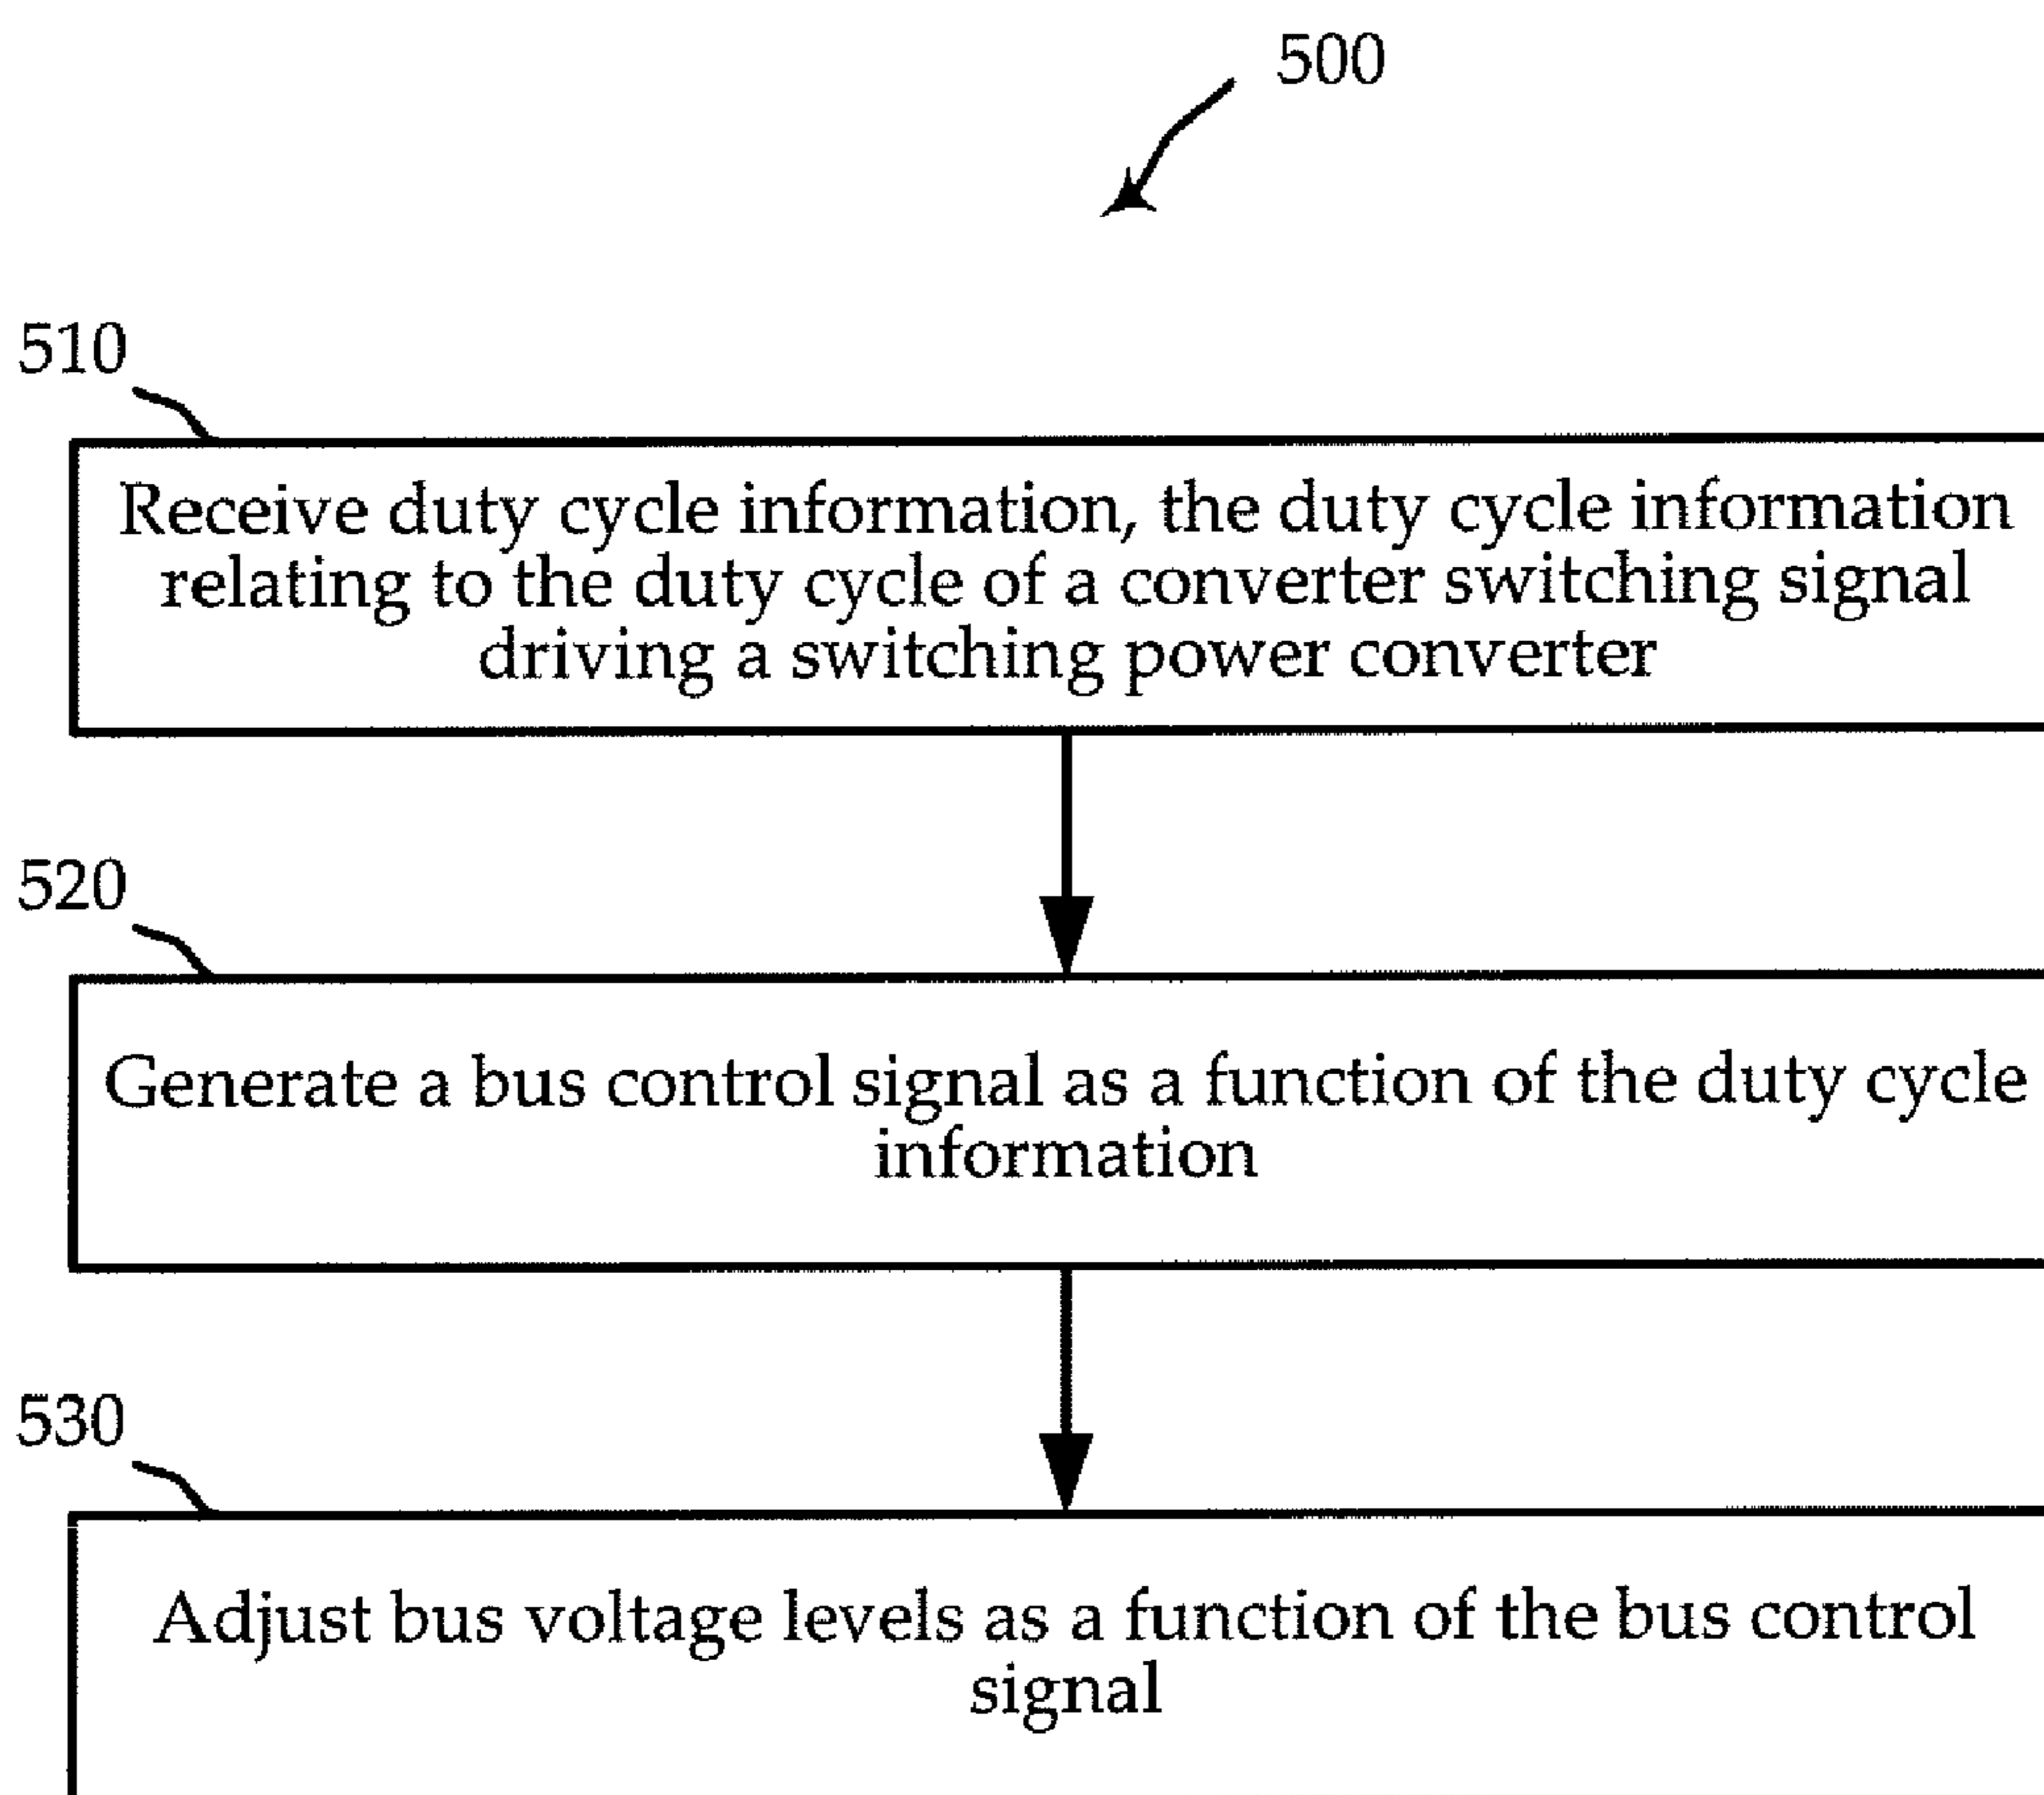 500
510
Receive duty cycle information, the duty cycle information
relating to the duty cycle of a converter switching signal
driving a switching power converter
520
Generate a bus control signal as a function of the duty cycle
information
530
Adjust bus voltage levels as a function of the bus control
signal